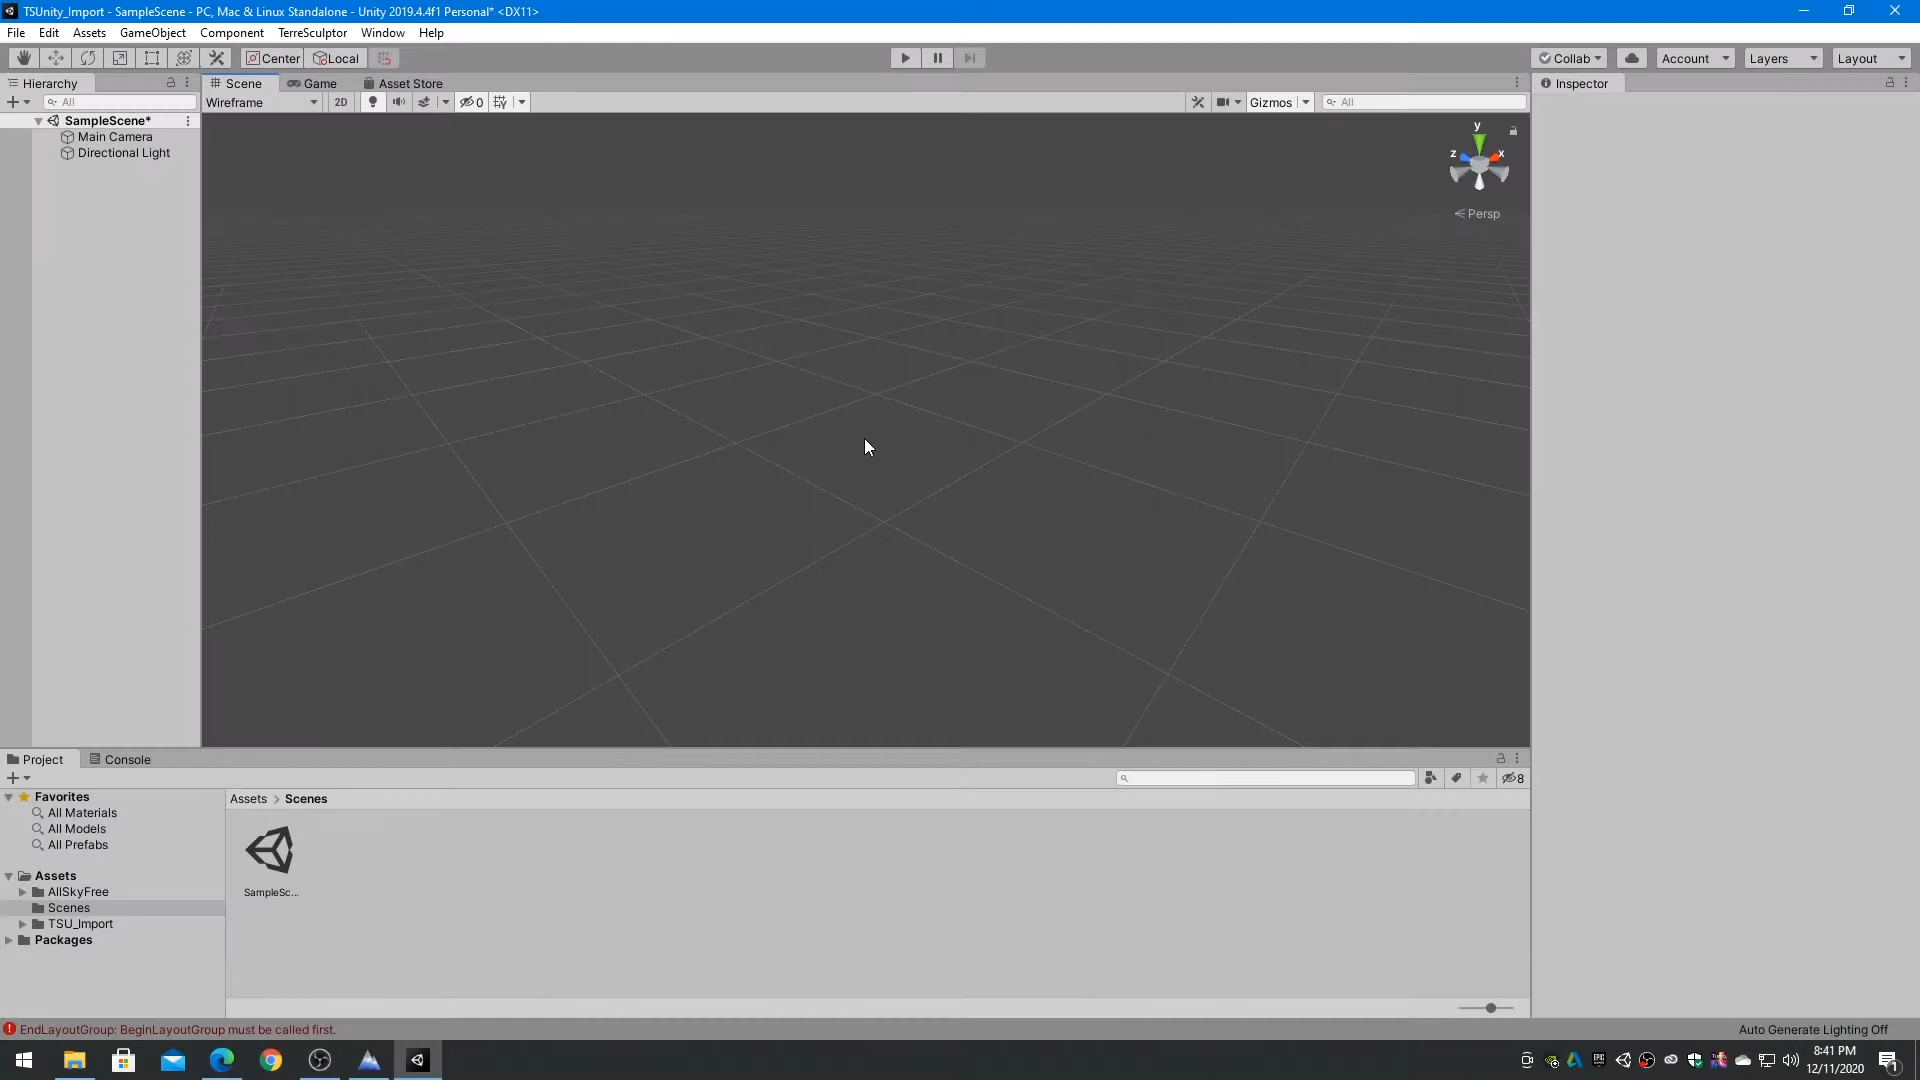 TSUnity_Import - SampleScene - PC, Mac & Linux Standalone - Unity 2019.4.4f1 Personal* <DX11>
File Edit Assets GameObject Component TerreSculptor Window Help
Center Local Collab Account Layers Layout
Hierarchy Scene Game Asset Store Inspector
All Wireframe 2D 0 Gizmos All
SampleScene*
Main Camera
Directional Light
y
z x
Persp
Project Console
8
Favorites
All Materials
All Models
All Prefabs
Assets
AllSkyFree
Scenes
TSU_Import
Packages
Assets > Scenes
SampleSc...
EndLayoutGroup: BeginLayoutGroup must be called first.
Auto Generate Lighting Off
8:41 PM
12/11/2020
1